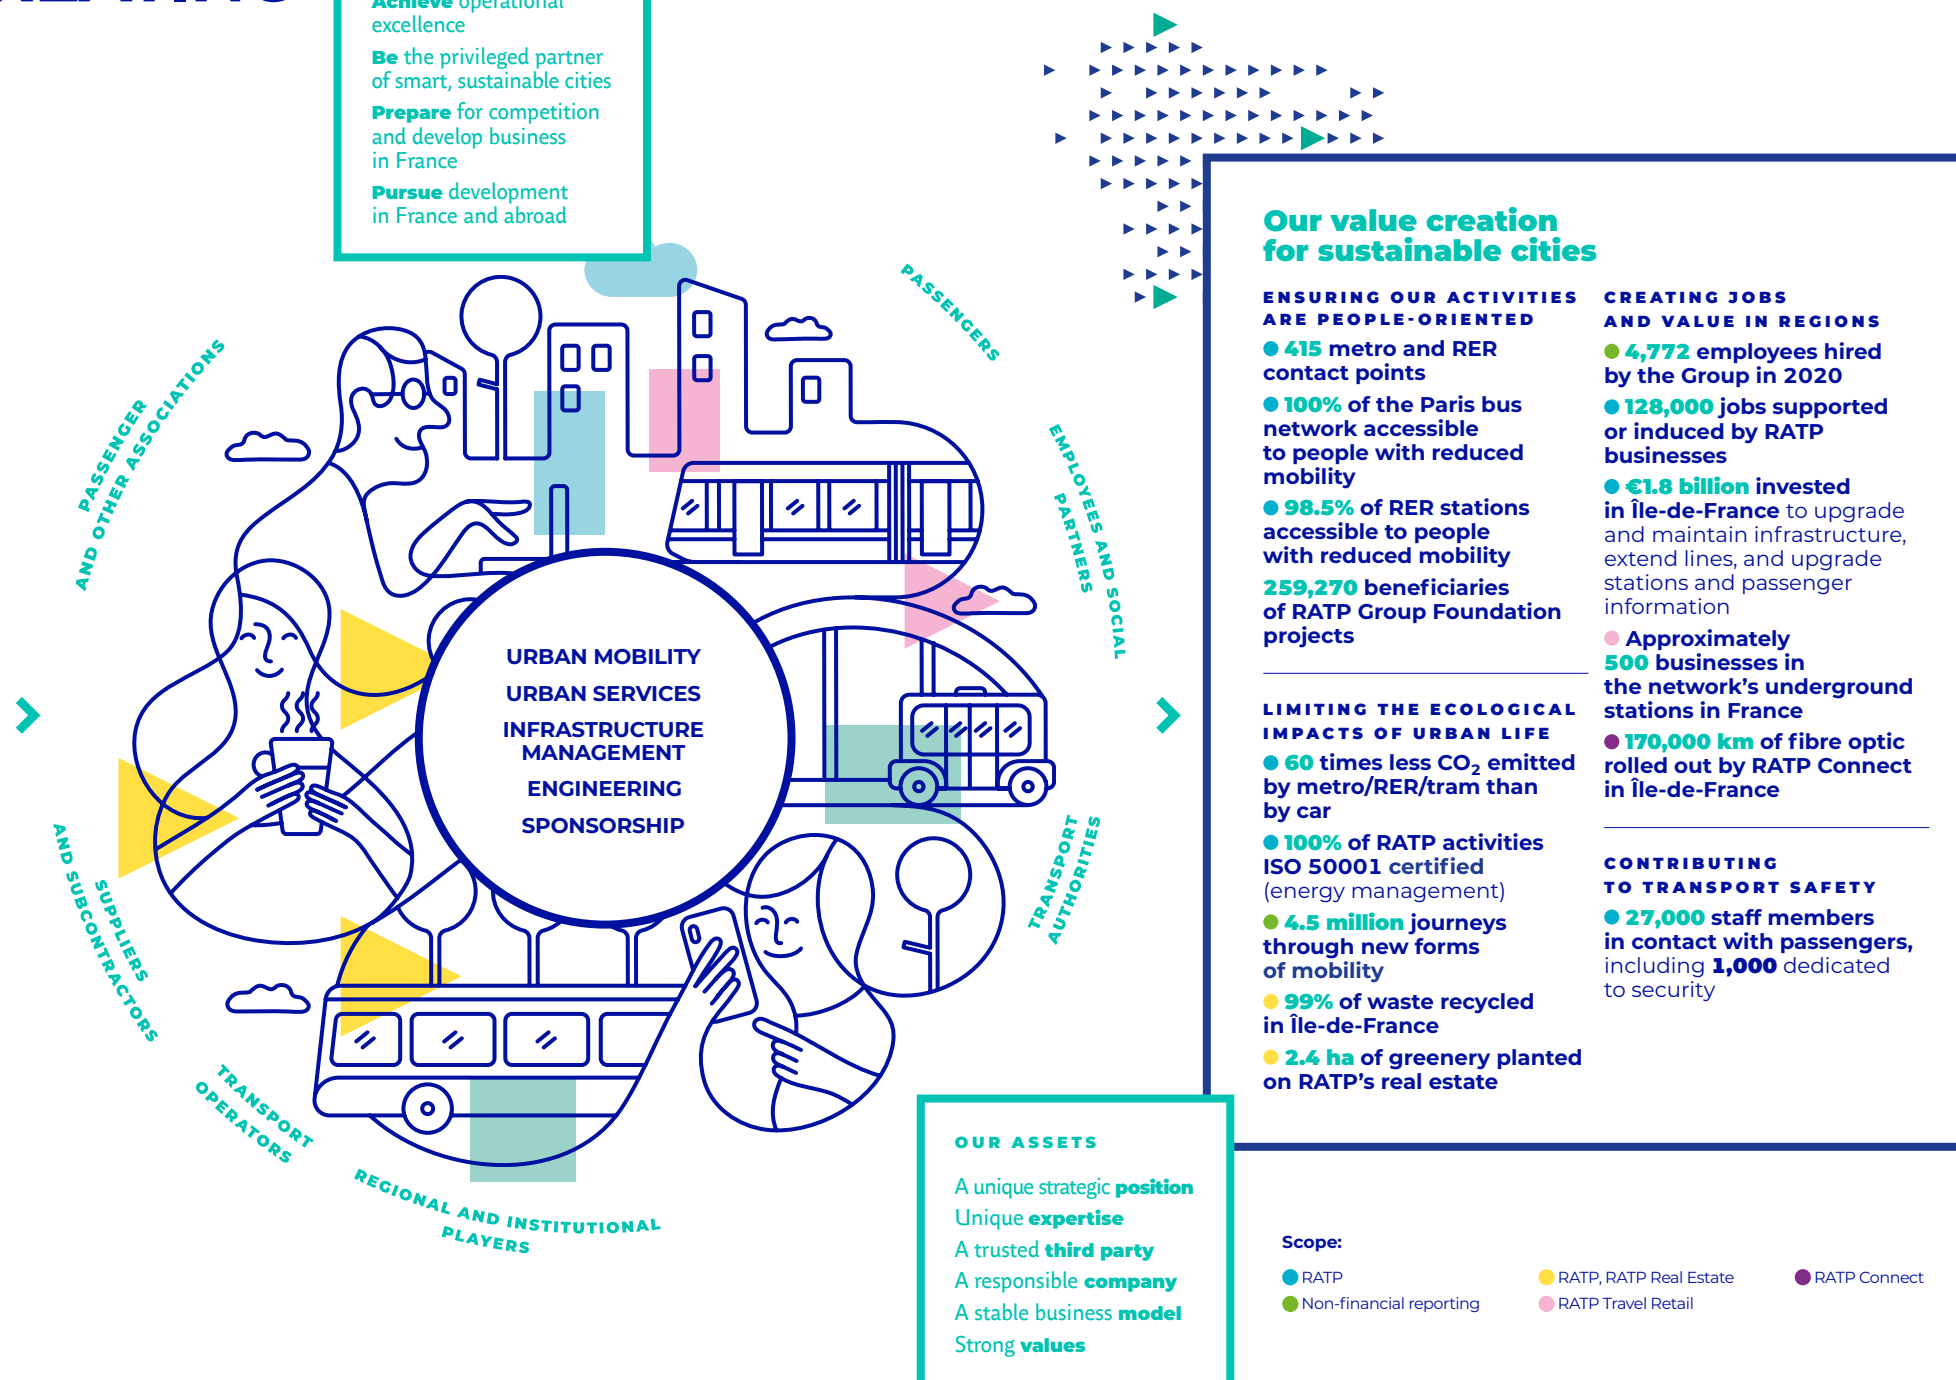 Achieve operational
excellence
Be the privileged partner
of smart, sustainable cities
Prepare for competition
and develop business
in France
Pursue development
in France and abroad
PASSENGER
AND OTHER ASSOCIATIONS
PASSENGERS
EMPLOYEES AND SOCIAL
PARTNERS
TRANSPORT
AUTHORITIES
REGIONAL AND INSTITUTIONAL
PLAYERS
TRANSPORT
OPERATORS
SUPPLIERS
AND SUBCONTRACTORS
URBAN MOBILITY
URBAN SERVICES
INFRASTRUCTURE
MANAGEMENT
ENGINEERING
SPONSORSHIP
Our value creation
for sustainable cities
ENSURING OUR ACTIVITIES
ARE PEOPLE-ORIENTED
415 metro and RER
contact points
100% of the Paris bus
network accessible
to people with reduced
mobility
98.5% of RER stations
accessible to people
with reduced mobility
259,270 beneficiaries
of RATP Group Foundation
projects
LIMITING THE ECOLOGICAL
IMPACTS OF URBAN LIFE
60 times less CO2 emitted
by metro/RER/tram than
by car
100% of RATP activities
ISO 50001 certified
(energy management)
4.5 million journeys
through new forms
of mobility
99% of waste recycled
in Île-de-France
2.4 ha of greenery planted
on RATP's real estate
CREATING JOBS
AND VALUE IN REGIONS
4,772 employees hired
by the Group in 2020
128,000 jobs supported
or induced by RATP
businesses
€1.8 billion invested
in Île-de-France to upgrade
and maintain infrastructure,
extend lines, and upgrade
stations and passenger
information
Approximately
500 businesses in
the network's underground
stations in France
170,000 km of fibre optic
rolled out by RATP Connect
in Île-de-France
CONTRIBUTING
TO TRANSPORT SAFETY
27,000 staff members
in contact with passengers,
including 1,000 dedicated
to security
OUR ASSETS
A unique strategic position
Unique expertise
A trusted third party
A responsible company
A stable business model
Strong values
Scope:
RATP
Non-financial reporting
RATP, RATP Real Estate
RATP Travel Retail
RATP Connect